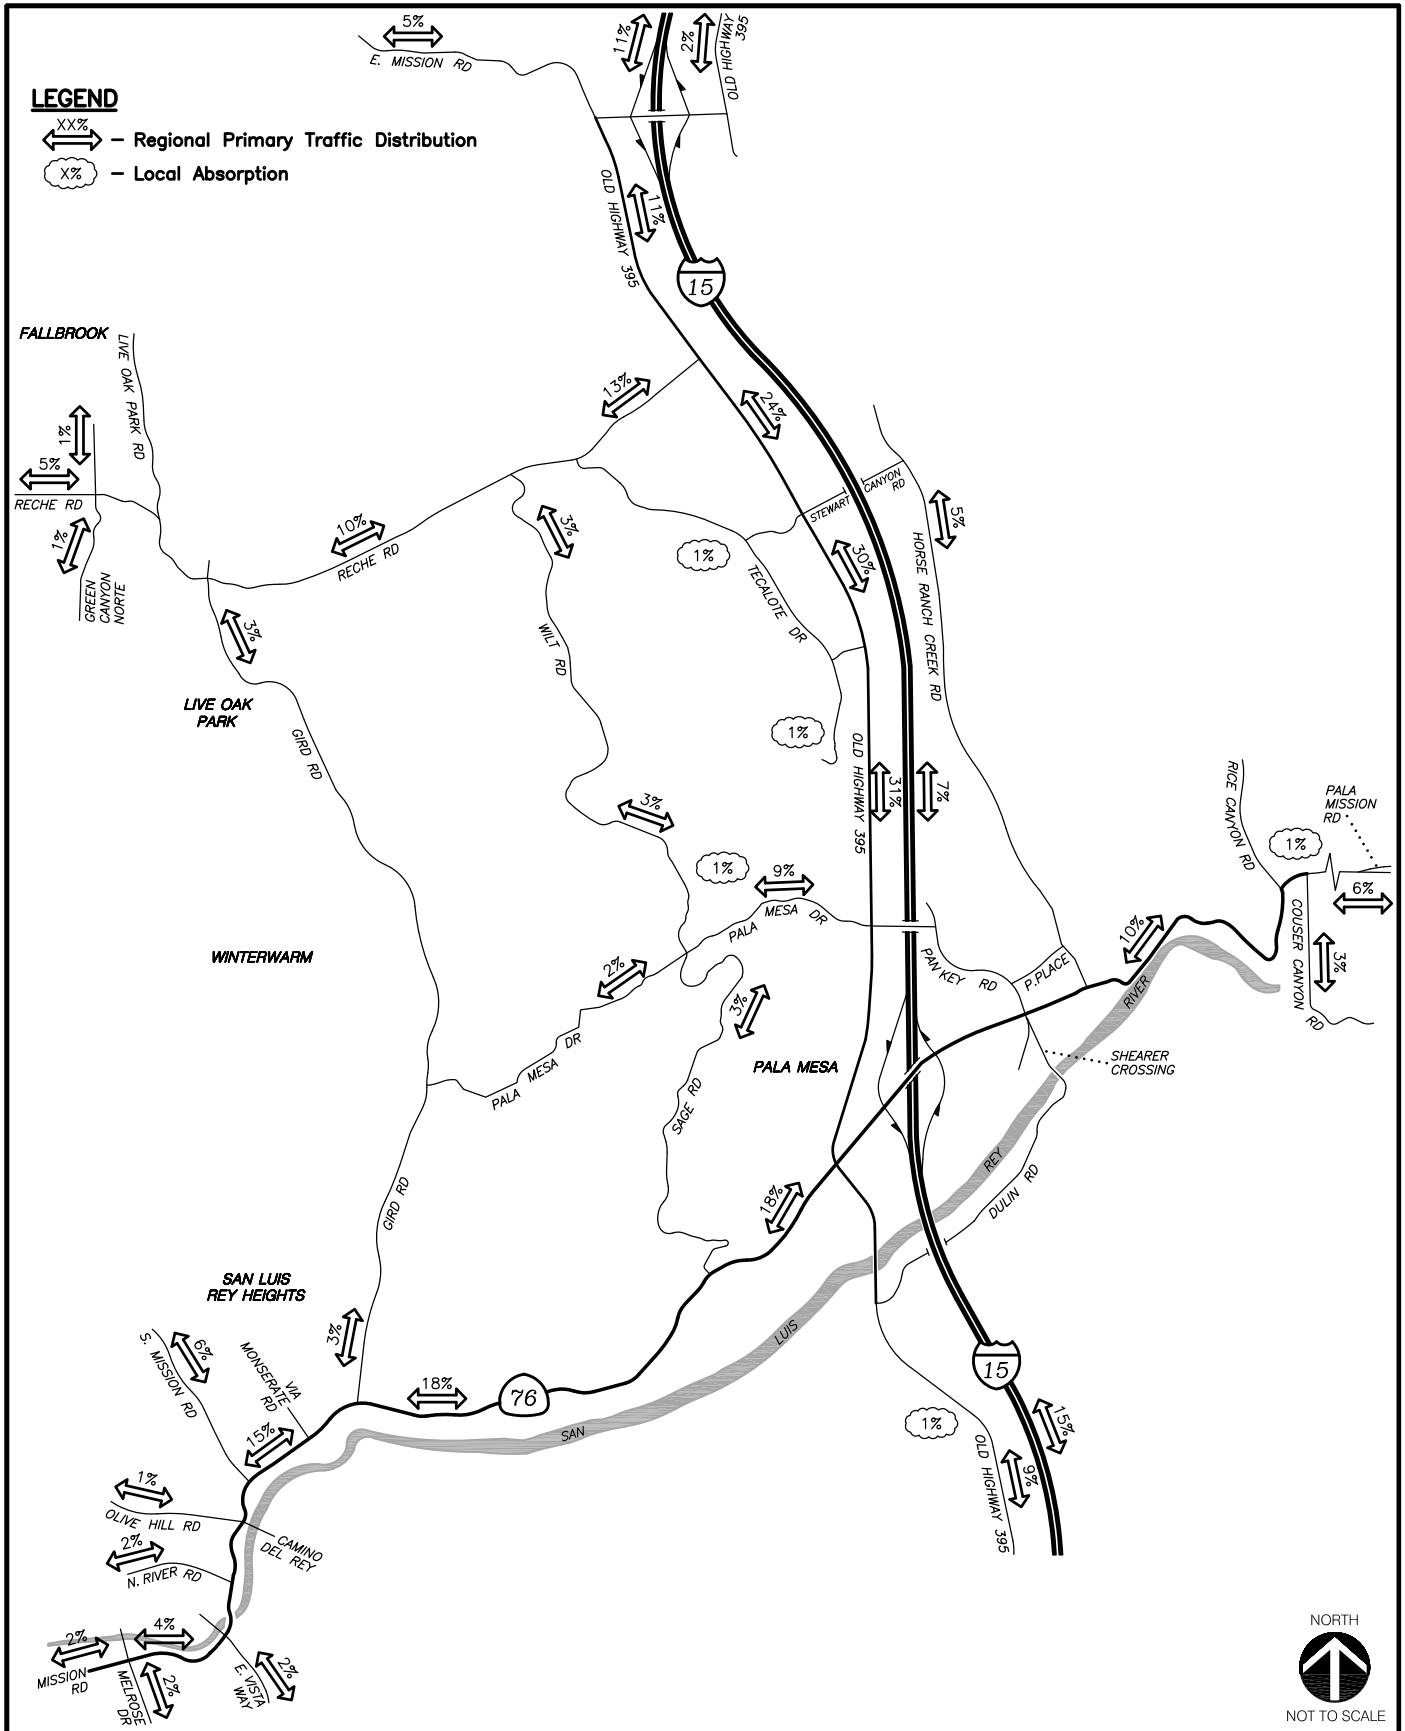 5%
E. MISSION RD
11%
2%
OLD HIGHWAY
395
LEGEND
XX%
– Regional Primary Traffic Distribution
X%
– Local Absorption
OLD HIGHWAY 395
11%
15
FALLBROOK
LIVE OAK PARK RD
13%
24%
1%
5%
RECHE RD
1%
GREEN
CANYON
NORTE
10%
RECHE RD
3%
1%
STEWART
CANYON
RD
5%
30%
HORSE RANCH CREEK RD
TECALOTE DR
3%
WILT RD
LIVE OAK
PARK
GIRD RD
1%
OLD HIGHWAY 395
31%
7%
3%
1%
9%
PALA MESA DR
RICE CANYON RD
PALA
MISSION
RD
1%
6%
COUSER CANYON RD
3%
10%
WINTERWARM
2%
PALA MESA DR
3%
PANKEY RD
P.PLACE
RIVER
PALA MESA
SHEARER
CROSSING
SAGE RD
REY
DULIN RD
GIRD RD
18%
SAN LUIS
REY HEIGHTS
LUIS
S. MISSION RD
6%
3%
VIA
MONSERATE
RD
18%
76
15
15%
SAN
1%
OLD HIGHWAY 395
9%
15%
1%
OLIVE HILL RD
CAMINO
DEL REY
2%
N. RIVER RD
2%
4%
MISSION
RD
MELROSE
DR
2%
E. VISTA
WAY
2%
NORTH
NOT TO SCALE